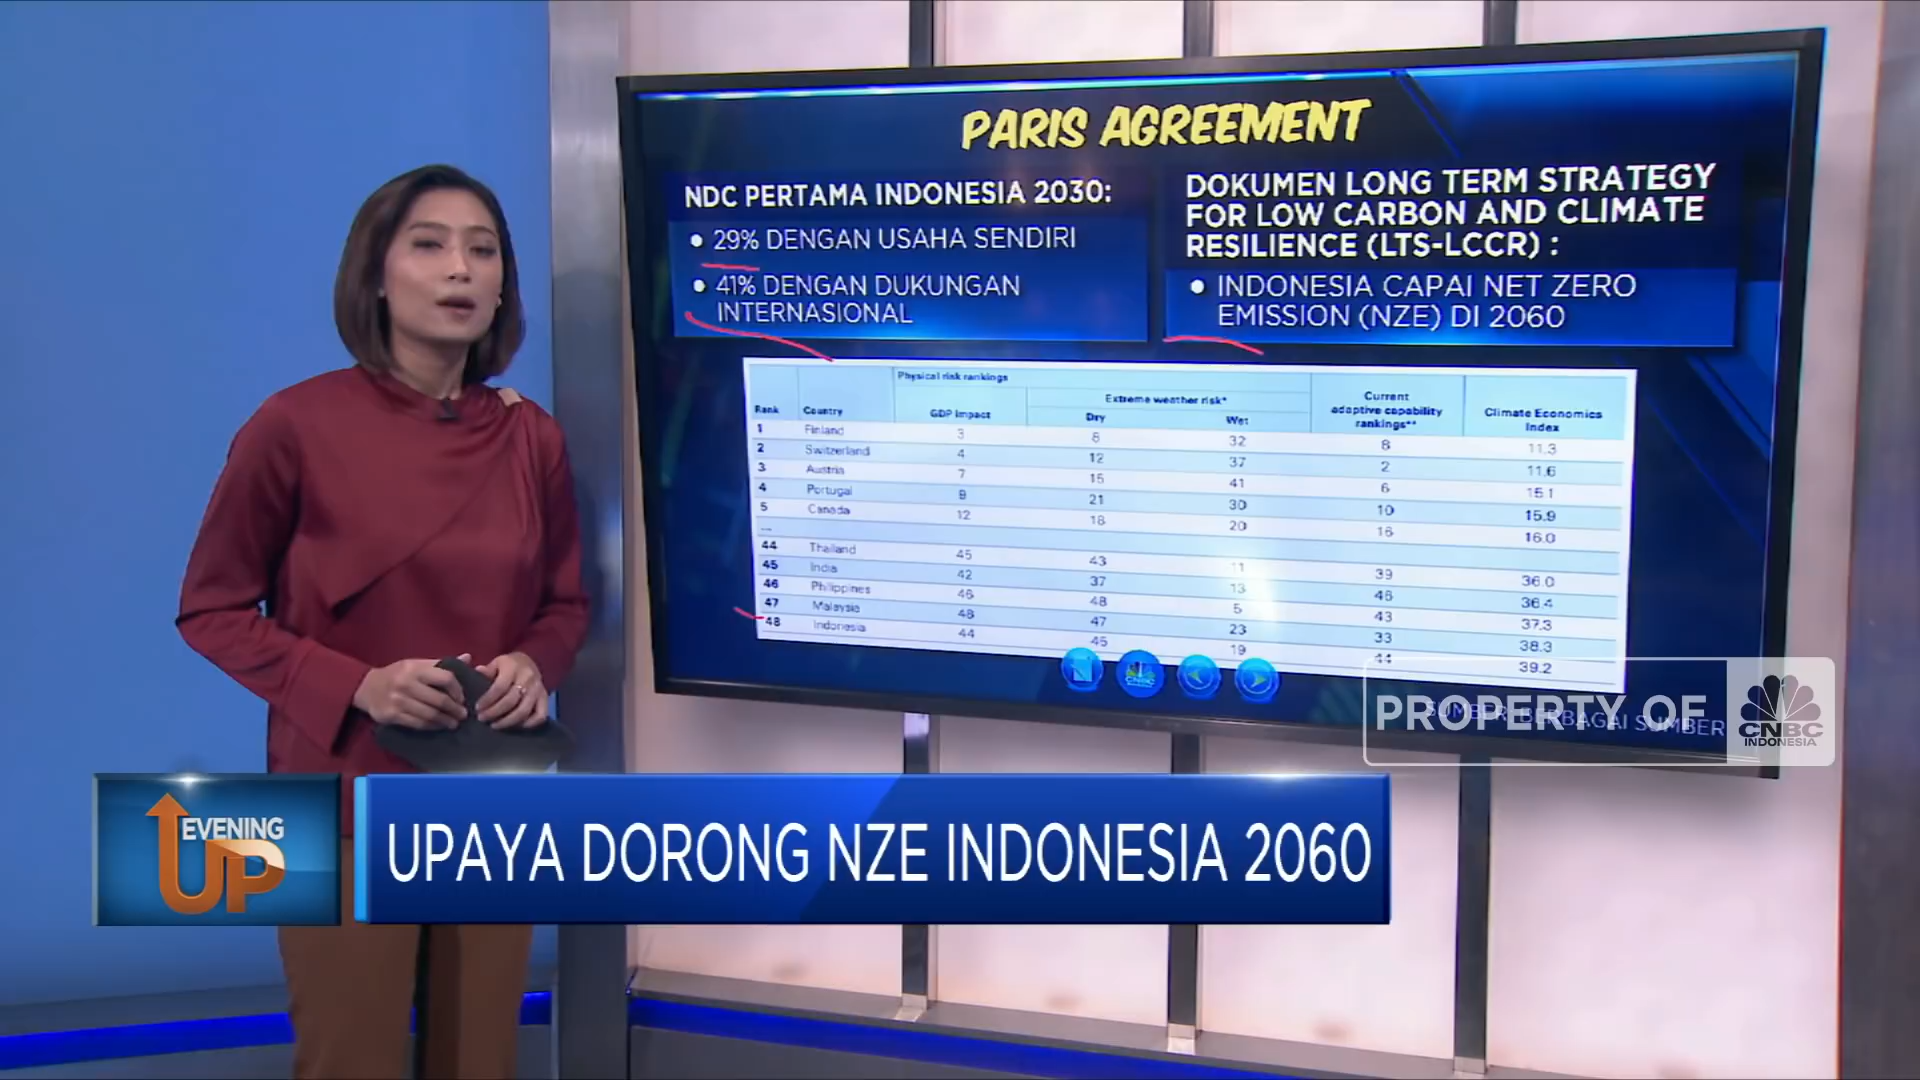 PARIS AGREEMENT
NDC PERTAMA INDONESIA 2030:
• 29% DENGAN USAHA SENDIRI
• 41% DENGAN DUKUNGAN
INTERNASIONAL
DOKUMEN LONG TERM STRATEGY
FOR LOW CARBON AND CLIMATE
RESILIENCE (LTS-LCCR) :
• INDONESIA CAPAI NET ZERO
EMISSION (NZE) DI 2060
Physical risk rankings
Extreme weather risk*
Rank Country GDP impact Dry Wet Current adaptive capability rankings** Climate Economics Index
1 Finland 3 8 32 8 11.3
2 Switzerland 4 12 37 2 11.6
3 Austria 7 15 41 6 15.1
4 Portugal 9 21 30 10 15.9
5 Canada 12 18 20 16 16.0
...
44 Thailand 45 43 11 39 36.0
45 India 42 37 13 46 36.4
46 Philippines 46 48 5 43 37.3
47 Malaysia 48 47 23 33 38.3
48 Indonesia 44 45 19 44 39.2
CNBC
SUMBER: BERBAGAI SUMBER
PROPERTY OF
CNBC
INDONESIA
EVENING
UP
UPAYA DORONG NZE INDONESIA 2060